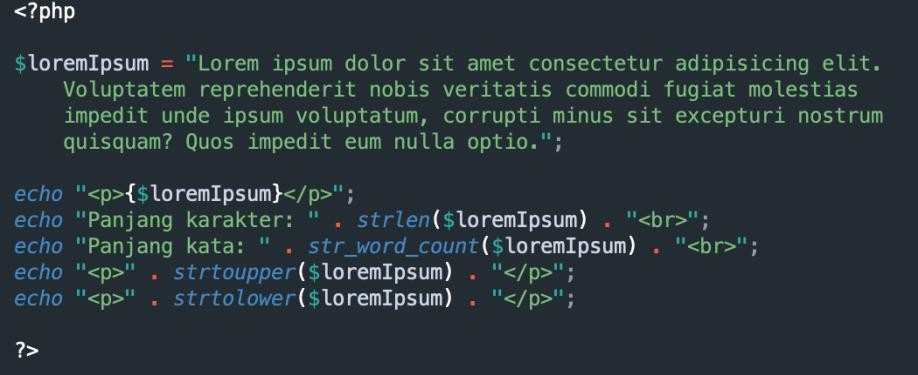 <?php
$loremIpsum = "Lorem ipsum dolor sit amet consectetur adipisicing elit.
Voluptatem reprehenderit nobis veritatis commodi fugiat molestias
impedit unde ipsum voluptatum, corrupti minus sit excepturi nostrum
quisquam? Quos impedit eum nulla optio.";
echo "<p>{$loremIpsum}</p>";
echo "Panjang karakter: " . strlen($loremIpsum) . "<br>";
echo "Panjang kata: " . str_word_count($loremIpsum) . "<br>";
echo "<p>" . strtoupper($loremIpsum) . "</p>";
echo "<p>" . strtolower($loremIpsum) . "</p>";
?>